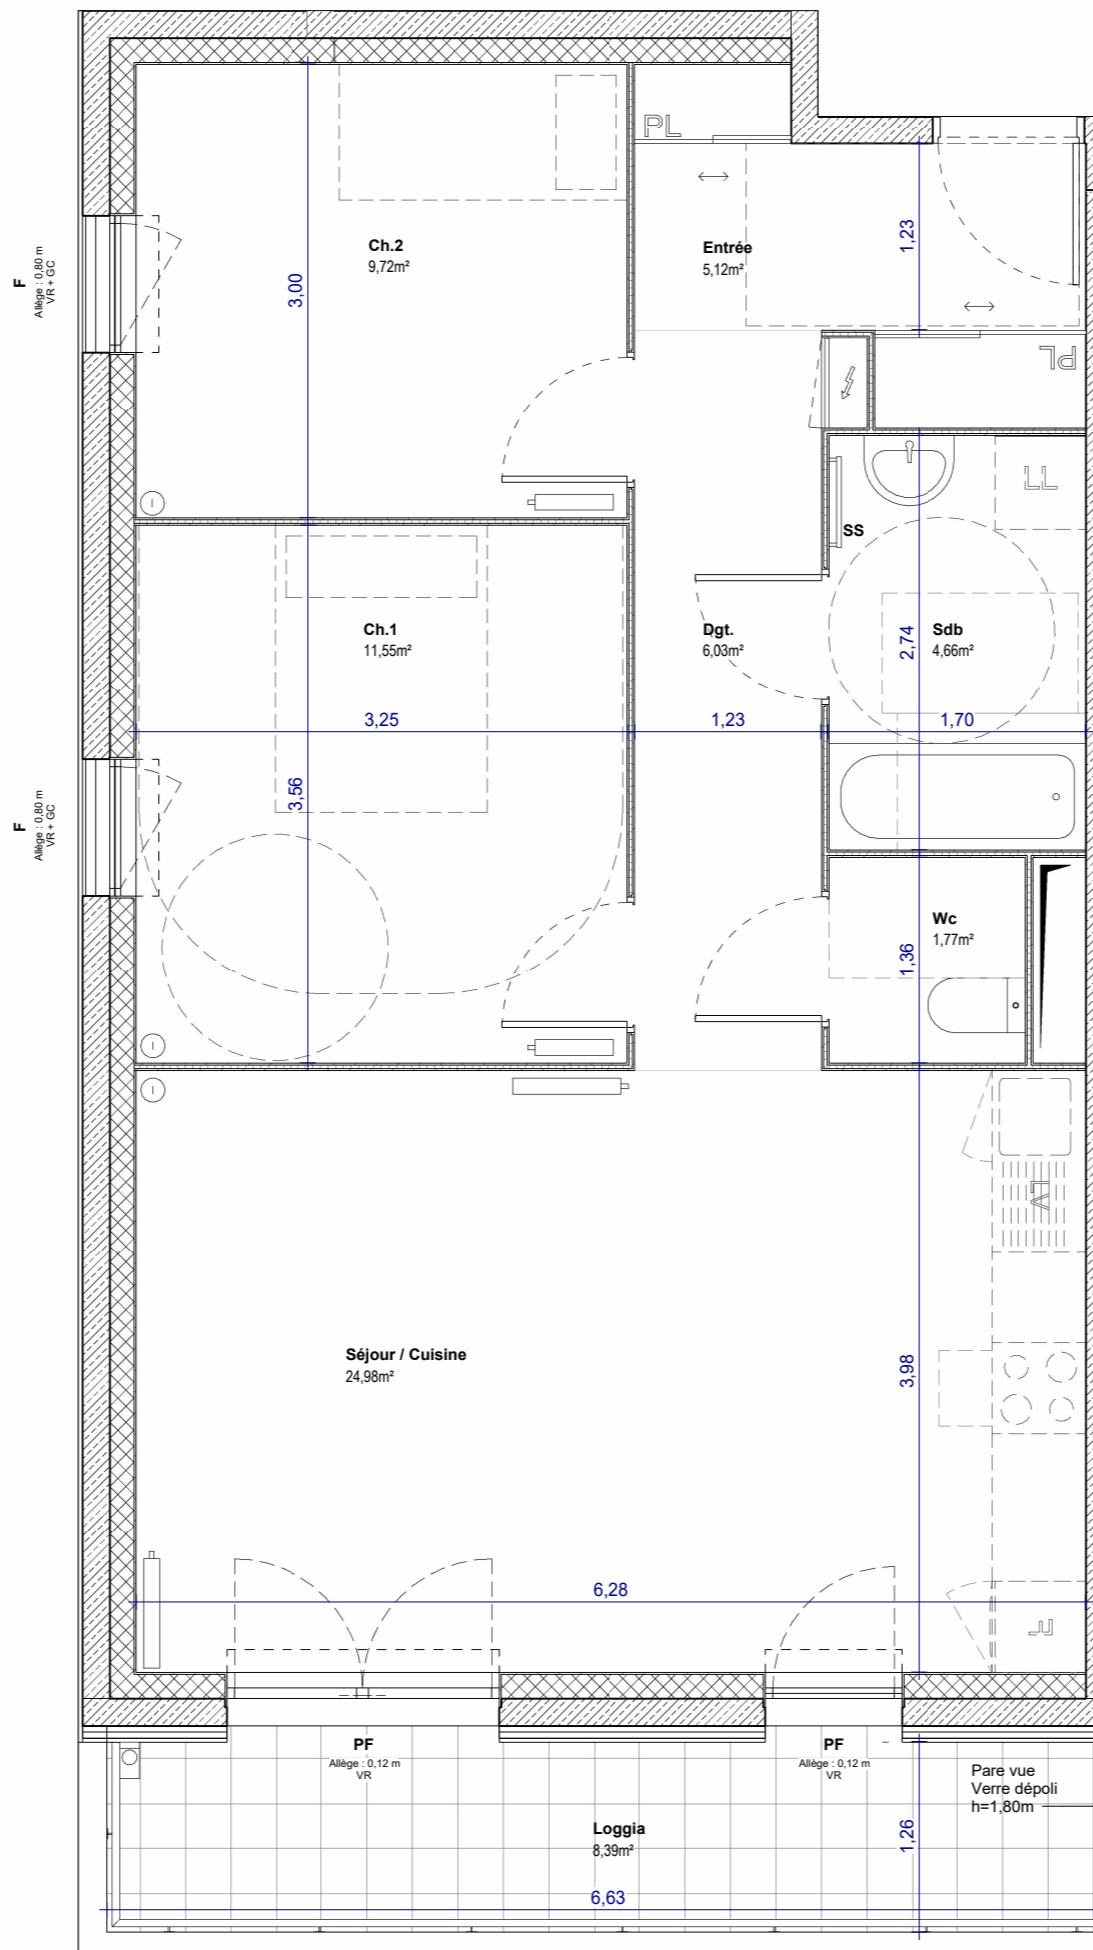 PL
Ch.2
9,72m²
Entrée
5,12m²
1,23
3,00
F
Allège : 0,80 m
VR + GC
PL
LL
SS
Ch.1
11,55m²
Dgt.
6,03m²
2,74
Sdb
4,66m²
3,25
1,23
1,70
3,56
F
Allège : 0,80 m
VR + GC
Wc
1,77m²
1,36
LV
Séjour / Cuisine
24,98m²
3,98
6,28
F
PF
Allège : 0,12 m
VR
PF
Allège : 0,12 m
VR
Pare vue
Verre dépoli
h=1,80m
Loggia
8,39m²
1,26
6,63